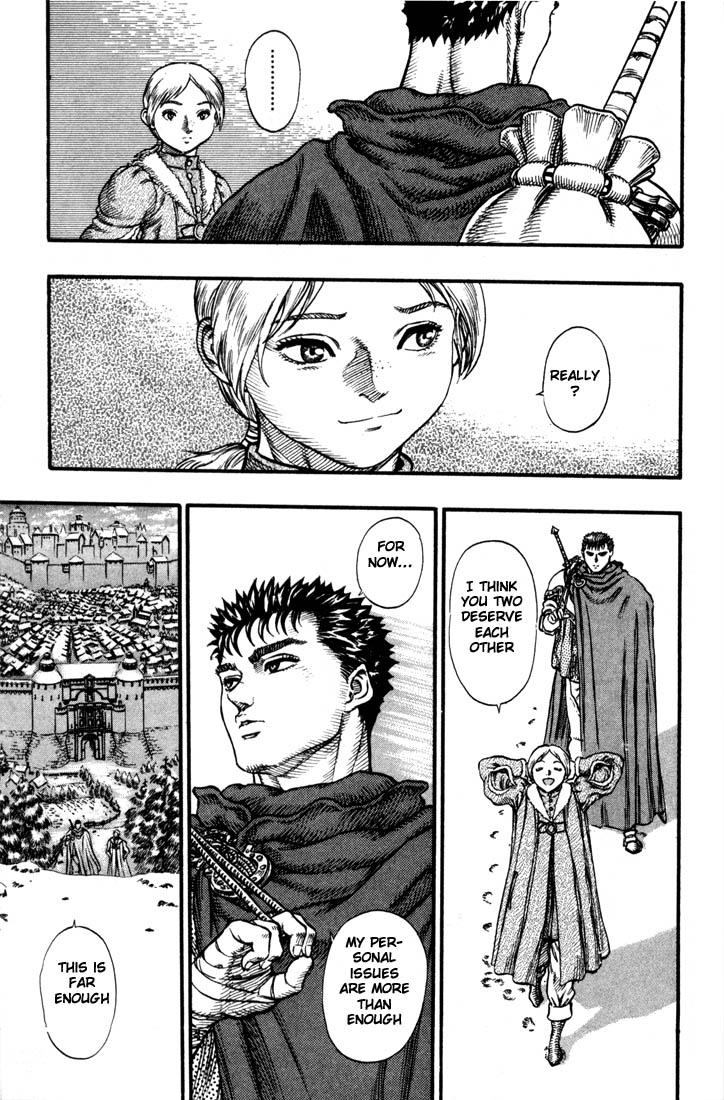 .........
REALLY
?
I THINK
YOU TWO
DESERVE
EACH
OTHER
FOR
NOW...
MY PER-
SONAL
ISSUES
ARE MORE
THAN
ENOUGH
THIS IS
FAR
ENOUGH